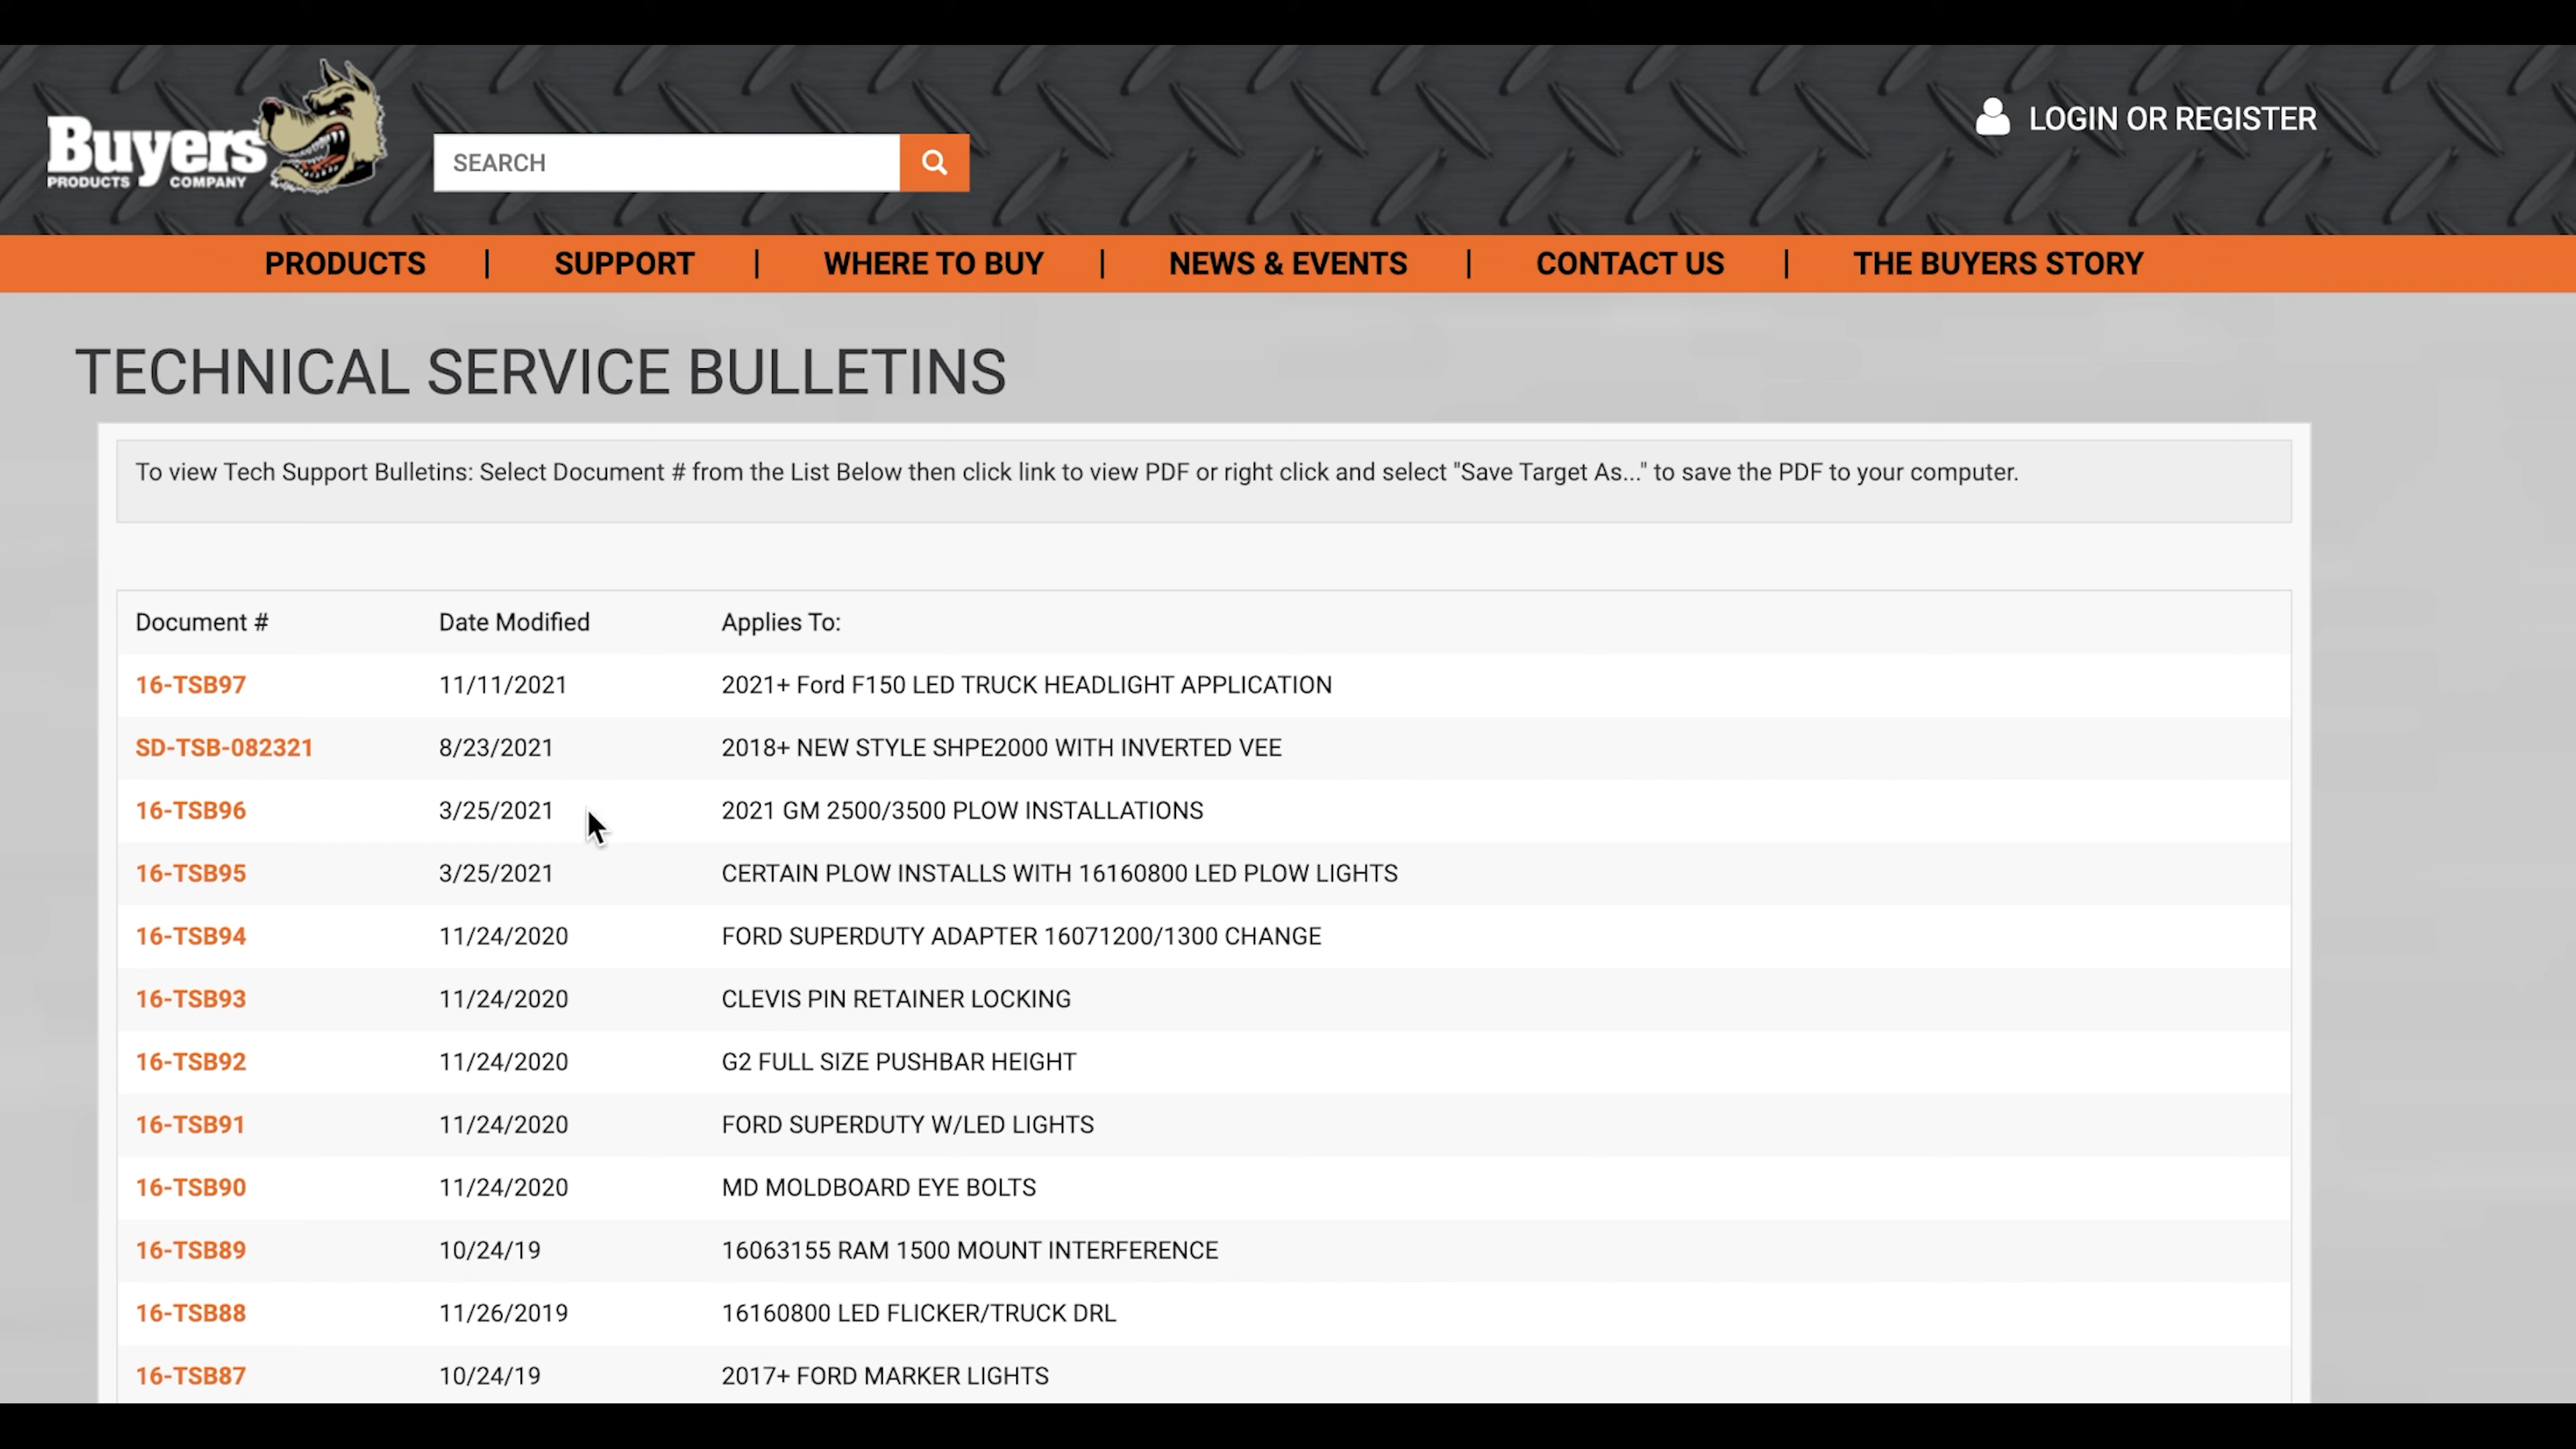 Buyers
PRODUCTS COMPANY
SEARCH
LOGIN OR REGISTER
PRODUCTS | SUPPORT | WHERE TO BUY | NEWS & EVENTS | CONTACT US | THE BUYERS STORY
TECHNICAL SERVICE BULLETINS
To view Tech Support Bulletins: Select Document # from the List Below then click link to view PDF or right click and select "Save Target As..." to save the PDF to your computer.
Document # Date Modified Applies To:
16-TSB97 11/11/2021 2021+ Ford F150 LED TRUCK HEADLIGHT APPLICATION
SD-TSB-082321 8/23/2021 2018+ NEW STYLE SHPE2000 WITH INVERTED VEE
16-TSB96 3/25/2021 2021 GM 2500/3500 PLOW INSTALLATIONS
16-TSB95 3/25/2021 CERTAIN PLOW INSTALLS WITH 16160800 LED PLOW LIGHTS
16-TSB94 11/24/2020 FORD SUPERDUTY ADAPTER 16071200/1300 CHANGE
16-TSB93 11/24/2020 CLEVIS PIN RETAINER LOCKING
16-TSB92 11/24/2020 G2 FULL SIZE PUSHBAR HEIGHT
16-TSB91 11/24/2020 FORD SUPERDUTY W/LED LIGHTS
16-TSB90 11/24/2020 MD MOLDBOARD EYE BOLTS
16-TSB89 10/24/19 16063155 RAM 1500 MOUNT INTERFERENCE
16-TSB88 11/26/2019 16160800 LED FLICKER/TRUCK DRL
16-TSB87 10/24/19 2017+ FORD MARKER LIGHTS